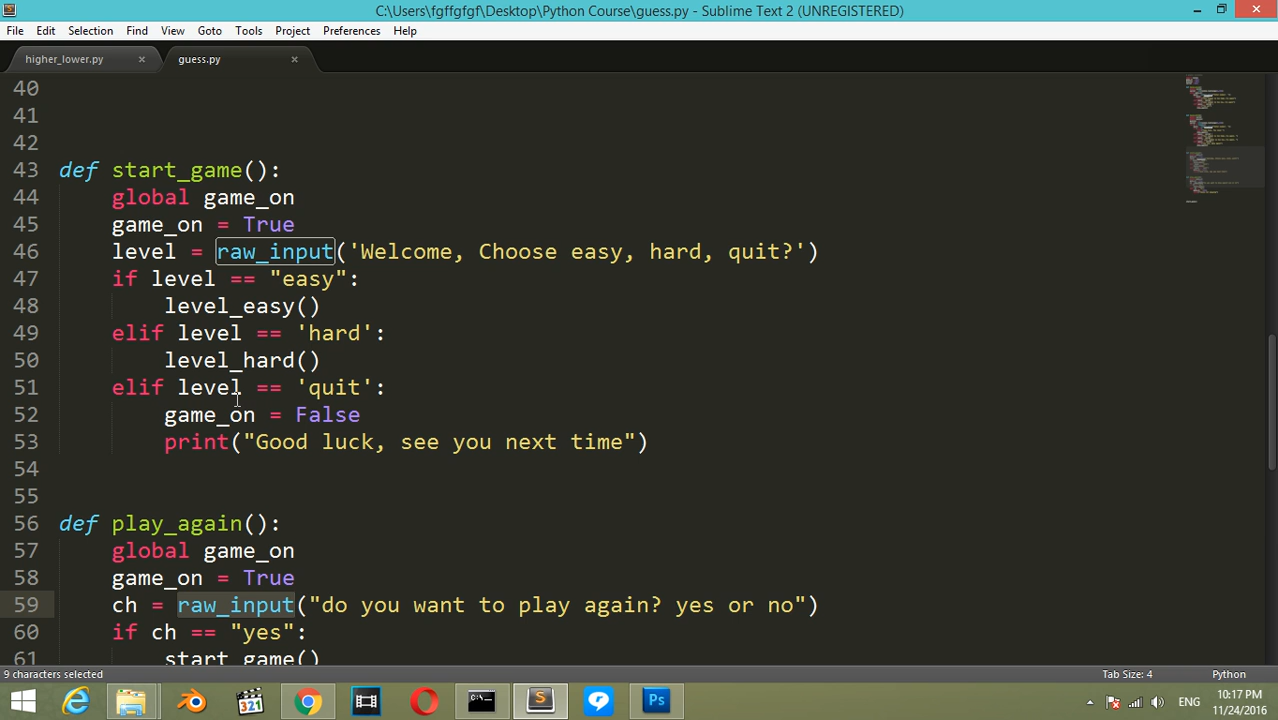 C:\Users\fgffgfgf\Desktop\Python Course\guess.py - Sublime Text 2 (UNREGISTERED)
File Edit Selection Find View Goto Tools Project Preferences Help
higher_lower.py guess.py
40
41
42
43 def start_game():
44 global game_on
45 game_on = True
46 level = raw_input('Welcome, Choose easy, hard, quit?')
47 if level == "easy":
48 level_easy()
49 elif level == 'hard':
50 level_hard()
51 elif level == 'quit':
52 game_on = False
53 print("Good luck, see you next time")
54
55
56 def play_again():
57 global game_on
58 game_on = True
59 ch = raw_input("do you want to play again? yes or no")
60 if ch == "yes":
61 start_game()
9 characters selected Tab Size: 4 Python
321 C:\_ S Ps ENG 10:17 PM
11/24/2016